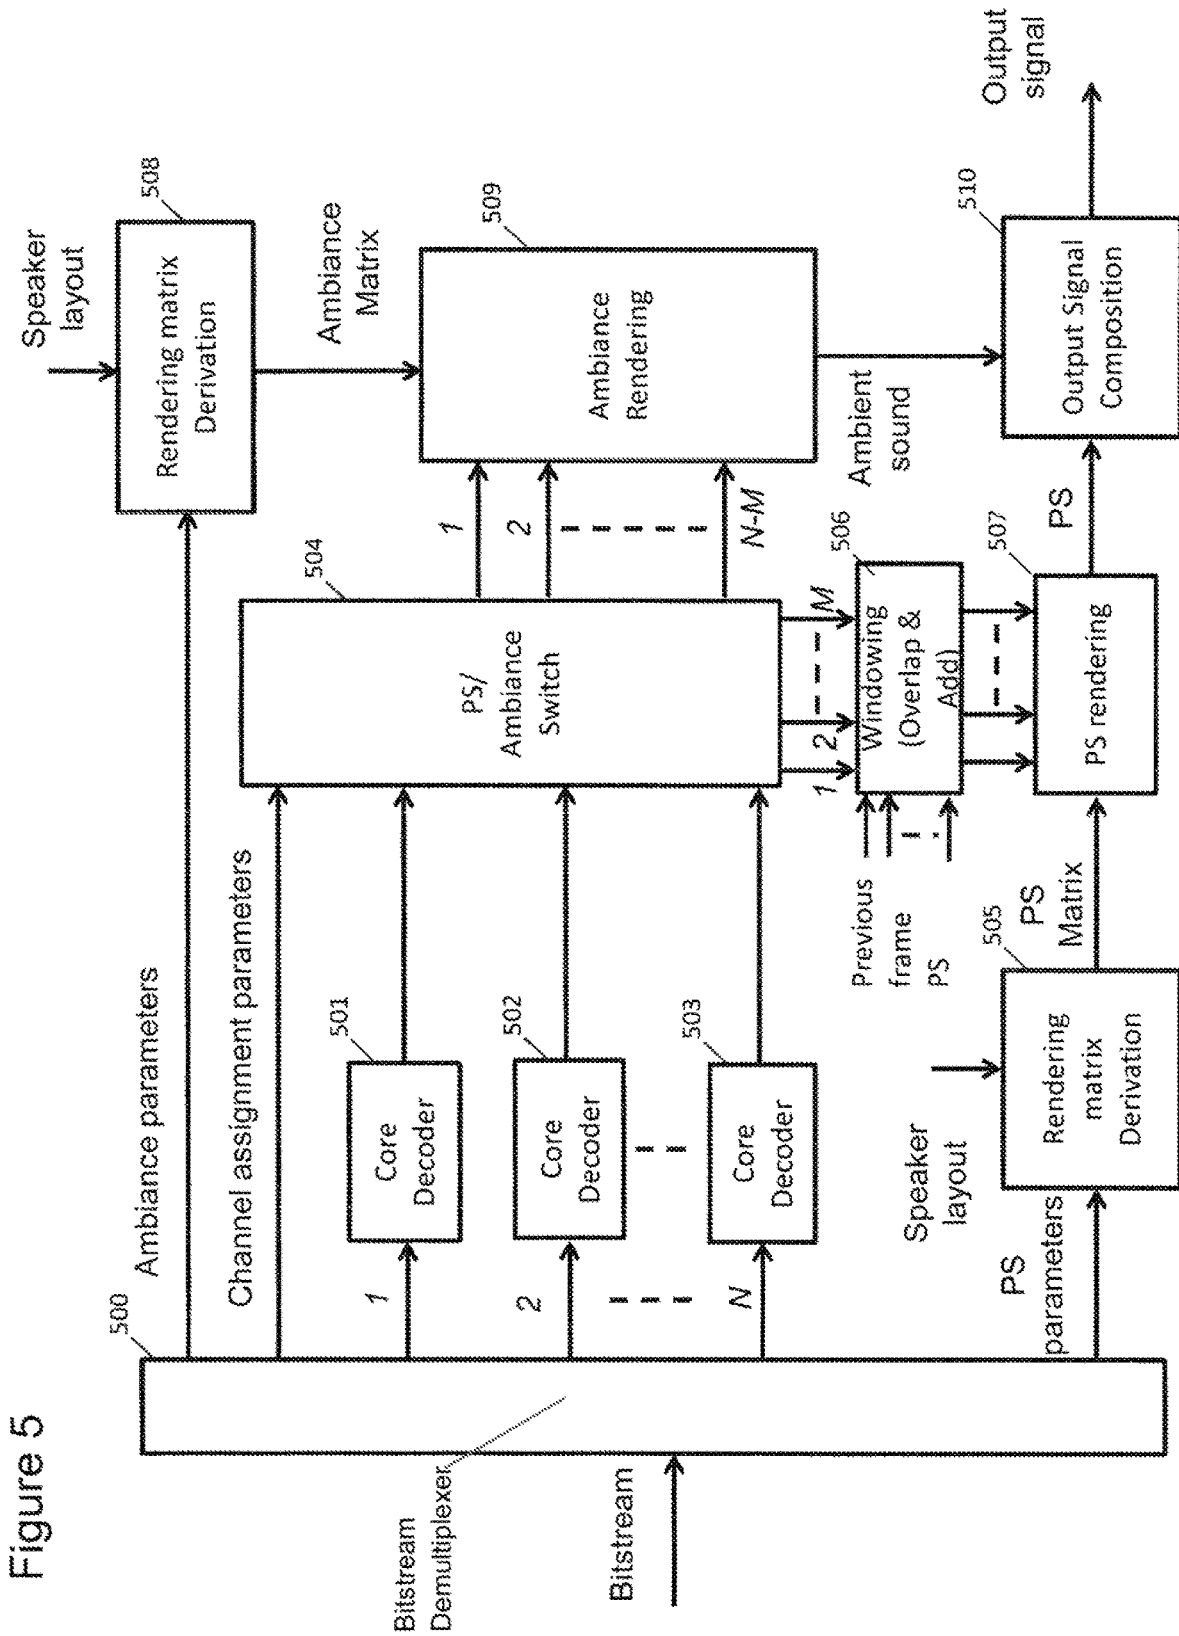 Figure 5
Bitstream
Demultiplexer
Bitstream
500
Ambiance parameters
Channel assignment parameters
1
2
N
PS
parameters
501
Core
Decoder
502
Core
Decoder
503
Core
Decoder
Speaker
layout
505
Rendering
matrix
Derivation
PS
Matrix
504
PS/
Ambiance
Switch
1
2
M
Previous
frame
PS
506
Windowing
(Overlap &
Add)
507
PS rendering
PS
1
2
N-M
Speaker
layout
508
Rendering matrix
Derivation
Ambiance
Matrix
509
Ambiance
Rendering
Ambient
sound
510
Output Signal
Composition
Output
signal